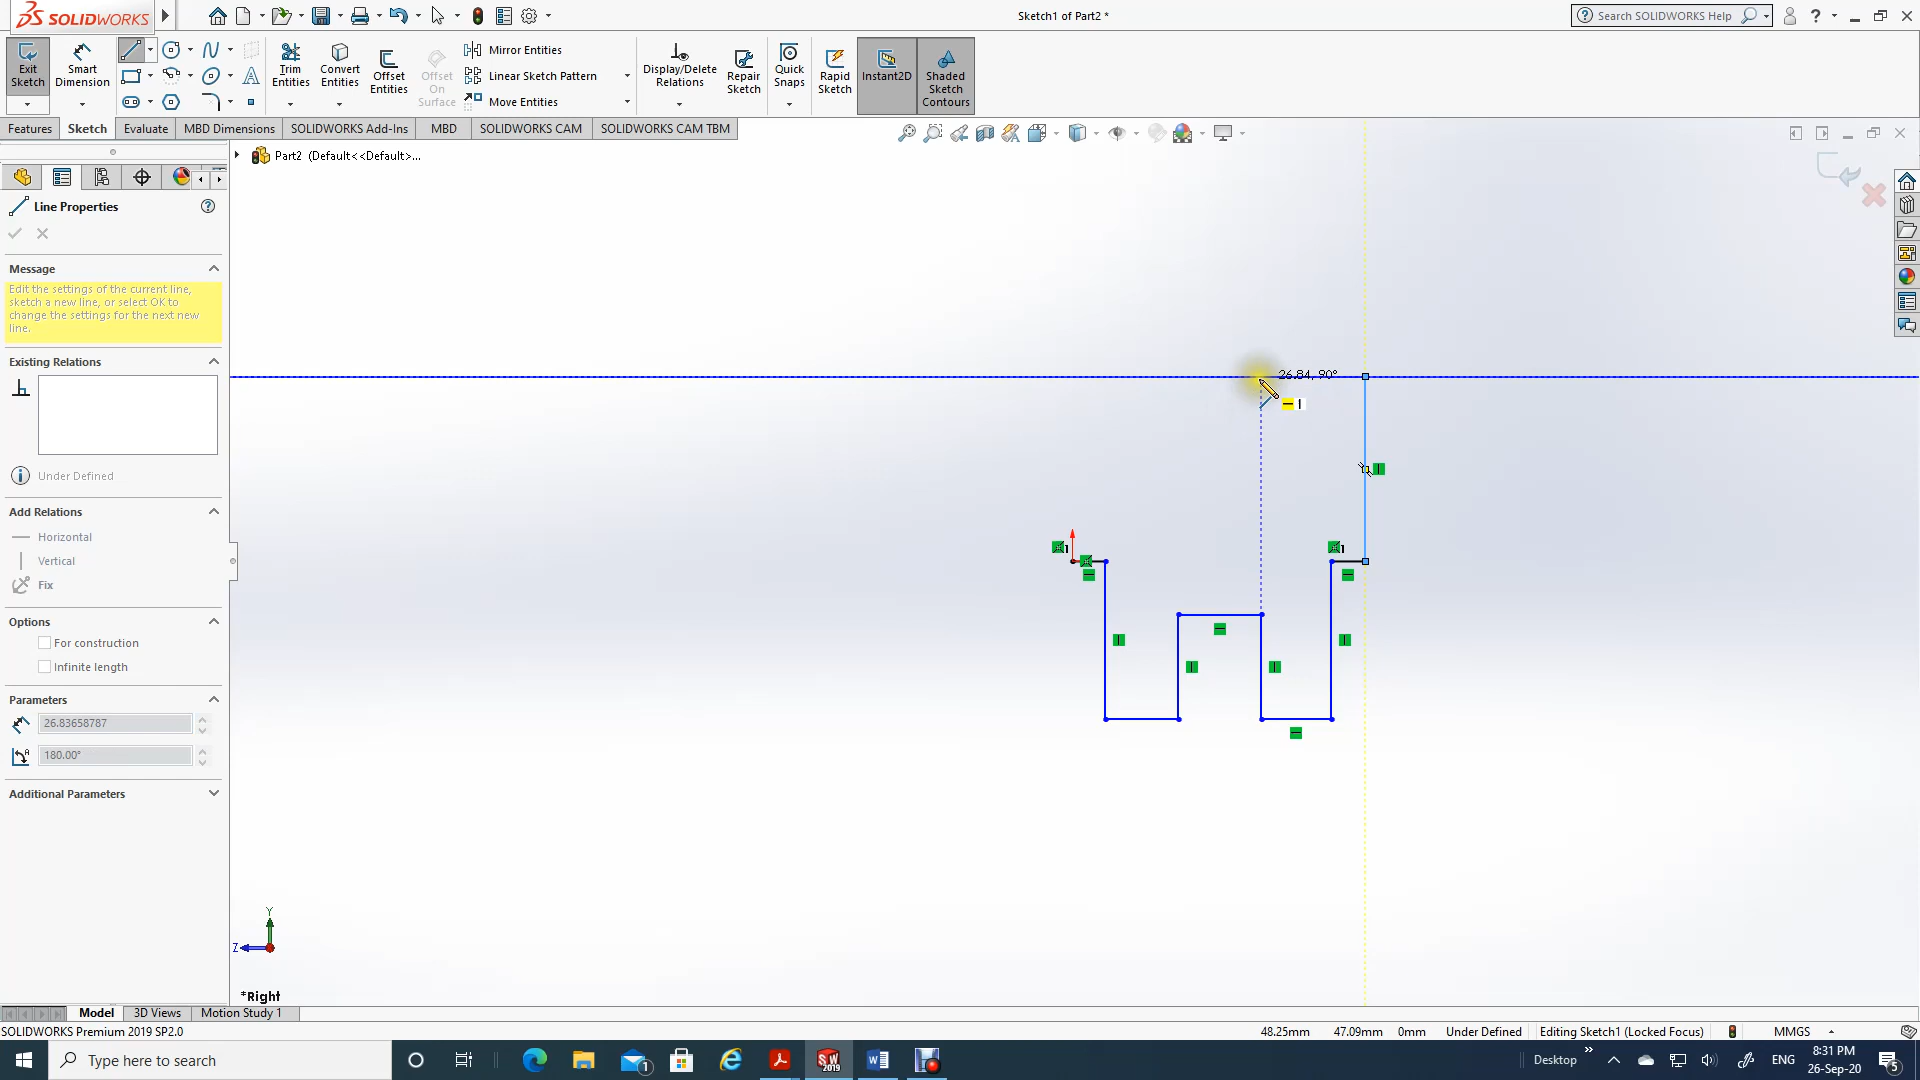 SOLIDWORKS
Sketch1 of Part2 *
Search SOLIDWORKS Help
Exit Sketch
Smart Dimension
Trim Entities
Convert Entities
Offset Entities
Offset On Surface
Mirror Entities
Linear Sketch Pattern
Move Entities
Display/Delete Relations
Repair Sketch
Quick Snaps
Rapid Sketch
Instant2D
Shaded Sketch Contours
Features
Sketch
Evaluate
MBD Dimensions
SOLIDWORKS Add-Ins
MBD
SOLIDWORKS CAM
SOLIDWORKS CAM TBM
Part2 (Default<<Default>...
Line Properties
Message
Edit the settings of the current line,
sketch a new line, or select OK to
change the settings for the next new
line.
Existing Relations
Under Defined
Add Relations
Horizontal
Vertical
Fix
Options
For construction
Infinite length
Parameters
26.83658787
180.00°
Additional Parameters
26.84, 90°
1
1
Y
Z
*Right
Model
3D Views
Motion Study 1
SOLIDWORKS Premium 2019 SP2.0
48.25mm
47.09mm
0mm
Under Defined
Editing Sketch1 (Locked Focus)
MMGS
Type here to search
1
SW
2019
Desktop
ENG
8:31 PM
26-Sep-20
5